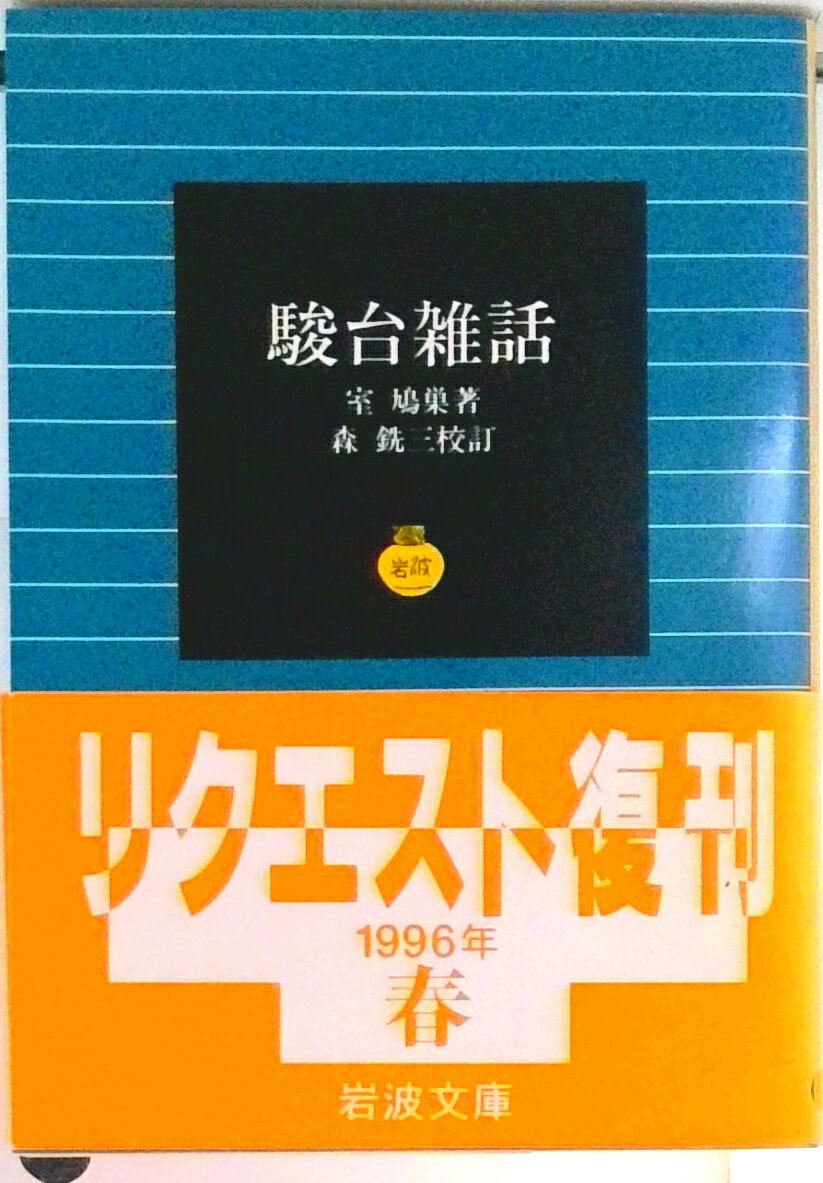 駿台雑話
室 鳩巣著
森 銑三校訂
岩波
リクエスト復刊
1996年
春
岩波文庫